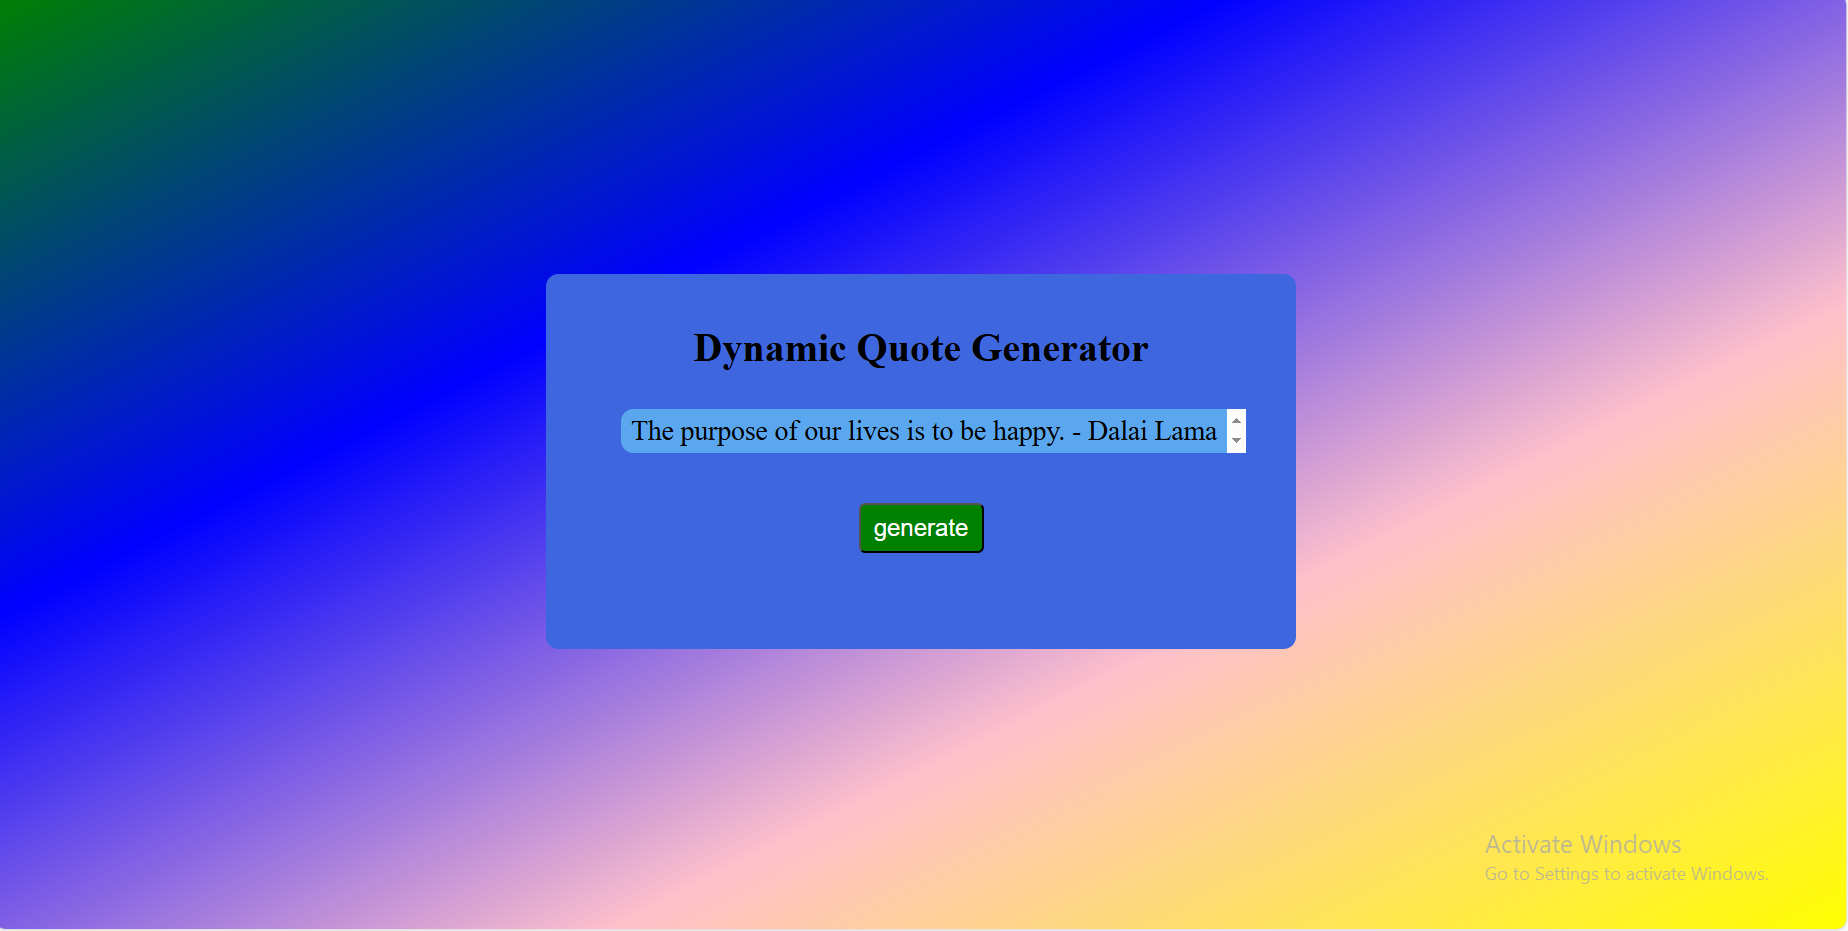 Dynamic Quote Generator
The purpose of our lives is to be happy. - Dalai Lama
generate
Activate Windows
Go to Settings to activate Windows.